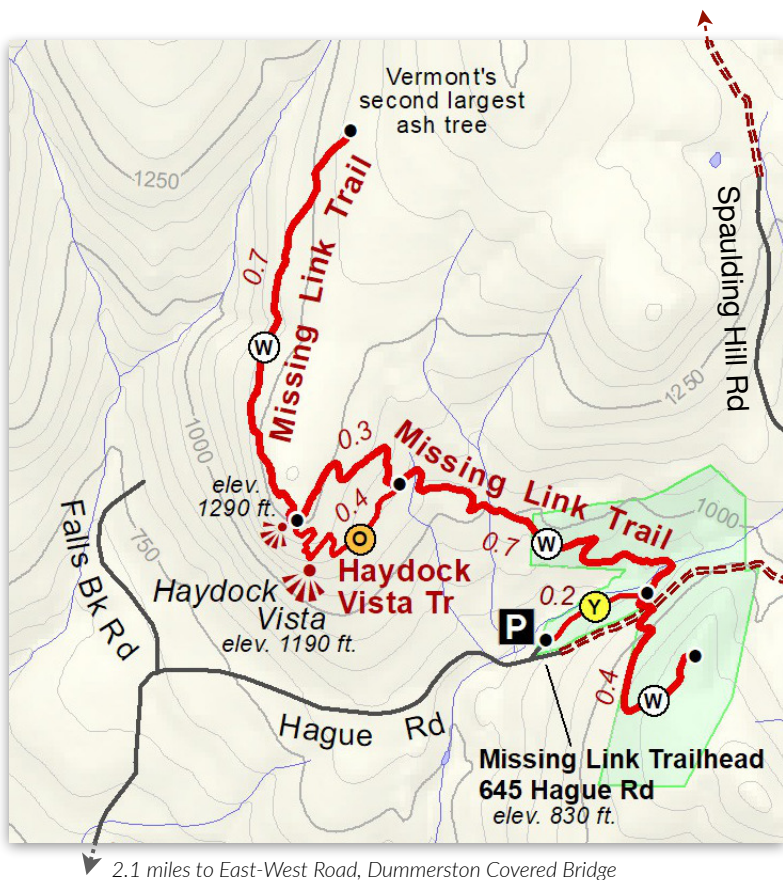 Vermont's
second largest
ash tree
1250
Missing Link Trail
0.7
W
Spaulding Hill Rd
1250
1000
0.3
Missing Link Trail
elev.
1290 ft.
0.4
O
0.7
W
1000
Falls Bk Rd
750
Haydock
Vista
elev. 1190 ft.
Haydock
Vista Tr
0.2
Y
P
0.4
W
Hague Rd
Missing Link Trailhead
645 Hague Rd
elev. 830 ft.
2.1 miles to East-West Road, Dummerston Covered Bridge